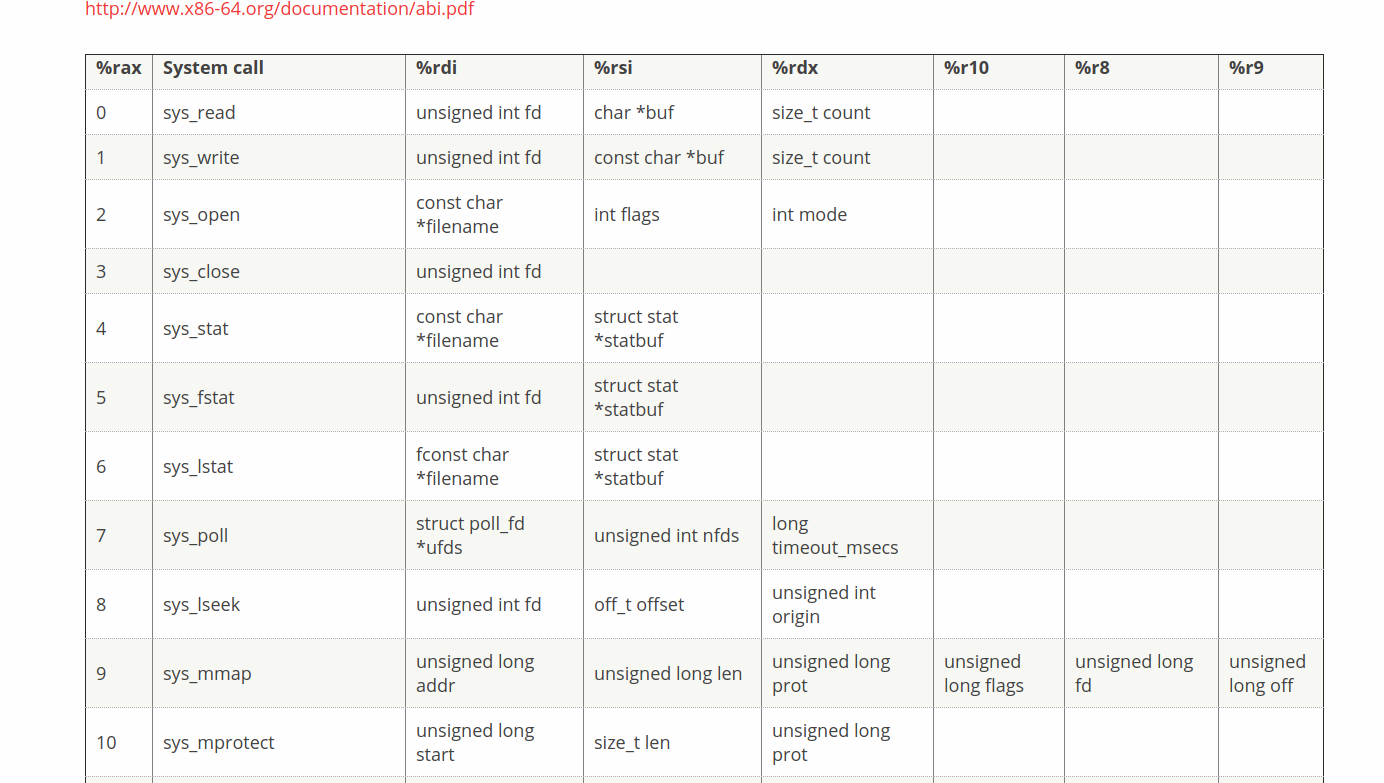 http://www.x86-64.org/documentation/abi.pdf
%rax System call %rdi %rsi %rdx %r10 %r8 %r9
0 sys_read unsigned int fd char *buf size_t count
1 sys_write unsigned int fd const char *buf size_t count
2 sys_open const char *filename int flags int mode
3 sys_close unsigned int fd
4 sys_stat const char *filename struct stat *statbuf
5 sys_fstat unsigned int fd struct stat *statbuf
6 sys_lstat fconst char *filename struct stat *statbuf
7 sys_poll struct poll_fd *ufds unsigned int nfds long timeout_msecs
8 sys_lseek unsigned int fd off_t offset unsigned int origin
9 sys_mmap unsigned long addr unsigned long len unsigned long prot unsigned long flags unsigned long fd unsigned long off
10 sys_mprotect unsigned long start size_t len unsigned long prot